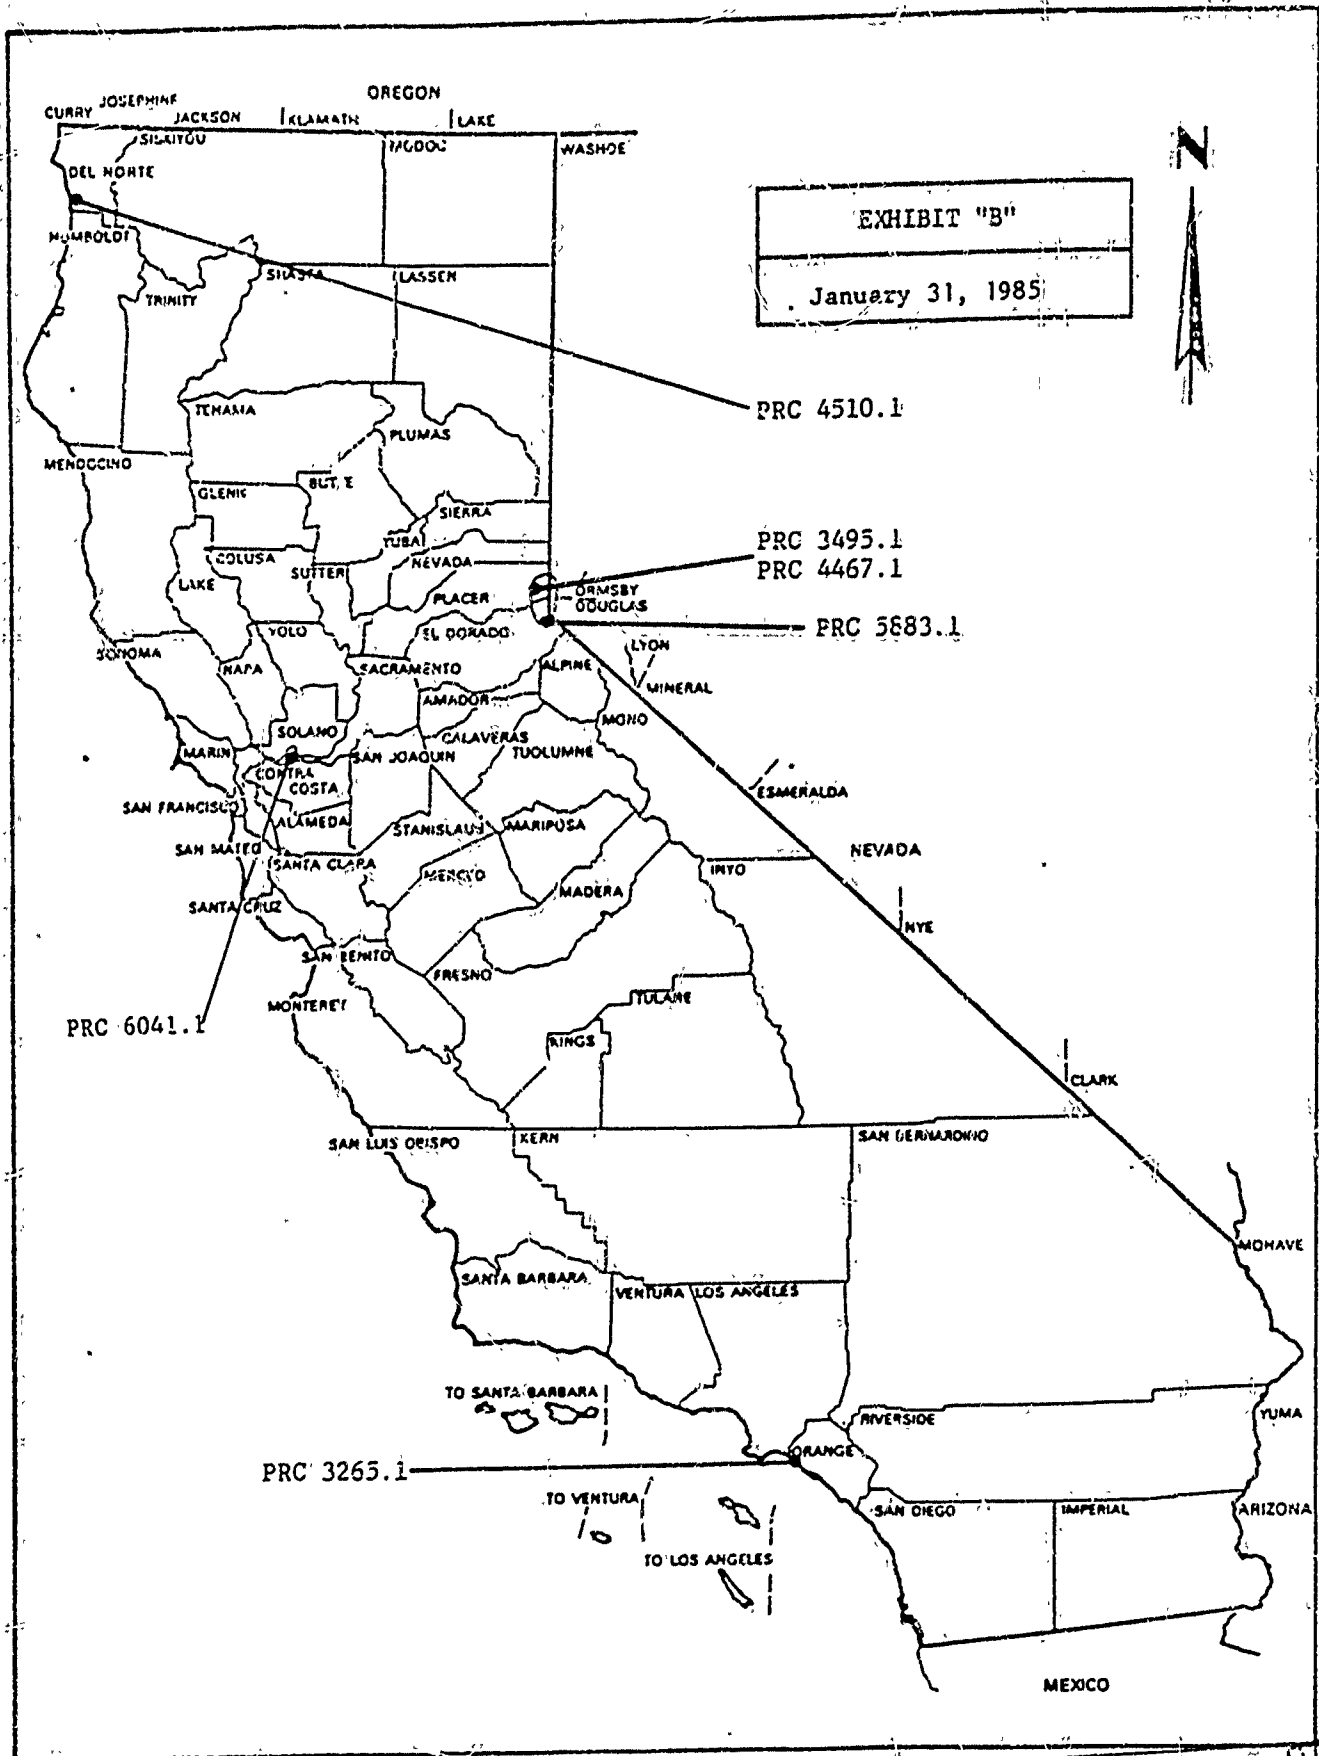 OREGON
JOSEPHINE
CURRY
JACKSON
KLAMATH
LAKE
SISKIYOU
MODOC
WASHOE
DEL NORTE
HUMBOLDT
EXHIBIT "B"
January 31, 1985
N
SHASTA
LASSEN
TRINITY
TEHAMA
PRC 4510.1
PLUMAS
MENDOCINO
GLENN
BUTTE
SIERRA
YUBA
PRC 3495.1
PRC 4467.1
COLUSA
SUTTER
NEVADA
LAKE
PLACER
ORMSBY
DOUGLAS
PRC 5683.1
YOLO
EL DORADO
SONOMA
NAPA
SACRAMENTO
ALPINE
LYON
MINERAL
AMADOR
MONO
SOLANO
CALAVERAS
MARIN
SAN JOAQUIN
TUOLUMNE
CONTRA
COSTA
ESMERALDA
SAN FRANCISCO
ALAMEDA
STANISLAUS
MARIPOSA
SAN MATEO
SANTA CLARA
NEVADA
MERCED
INYO
MADERA
SANTA CRUZ
NYE
SAN BENITO
FRESNO
MONTEREY
TULARE
PRC 6041.1
KINGS
CLARK
SAN LUIS OBISPO
KERN
SAN BERNARDINO
MOHAVE
SANTA BARBARA
VENTURA
LOS ANGELES
TO SANTA BARBARA
RIVERSIDE
YUMA
ORANGE
PRC 3265.1
TO VENTURA
SAN DIEGO
IMPERIAL
ARIZONA
TO LOS ANGELES
MEXICO